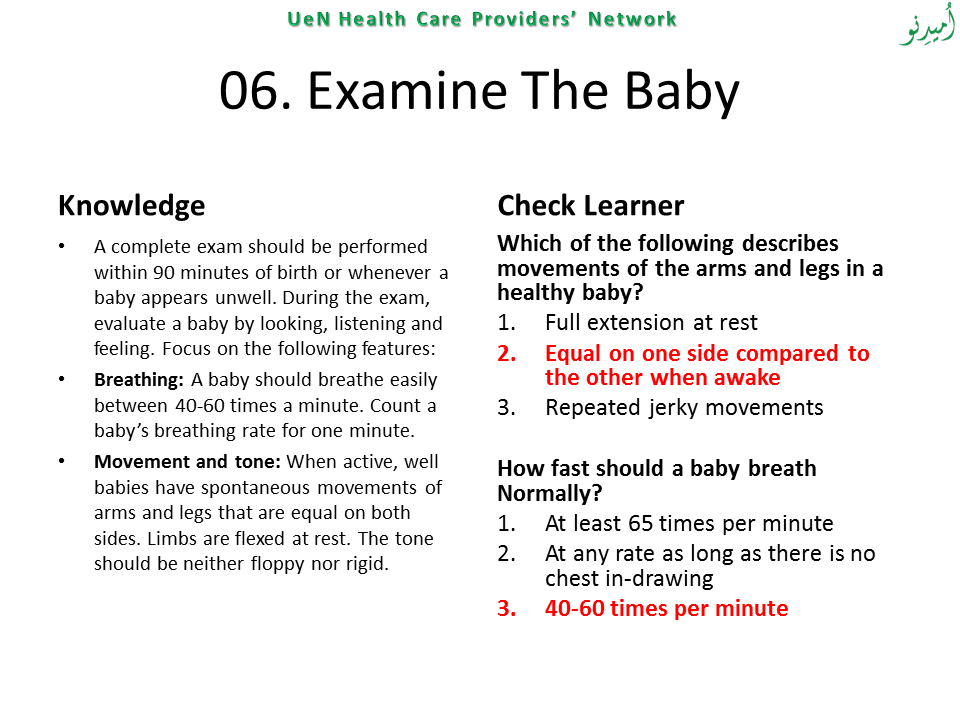 UeN Health Care Providers’ Network
اُمیدِنو
06. Examine The Baby
Knowledge
• A complete exam should be performed
within 90 minutes of birth or whenever a
baby appears unwell. During the exam,
evaluate a baby by looking, listening and
feeling. Focus on the following features:
• Breathing: A baby should breathe easily
between 40-60 times a minute. Count a
baby’s breathing rate for one minute.
• Movement and tone: When active, well
babies have spontaneous movements of
arms and legs that are equal on both
sides. Limbs are flexed at rest. The tone
should be neither floppy nor rigid.
Check Learner
Which of the following describes
movements of the arms and legs in a
healthy baby?
1. Full extension at rest
2. Equal on one side compared to
the other when awake
3. Repeated jerky movements
How fast should a baby breath
Normally?
1. At least 65 times per minute
2. At any rate as long as there is no
chest in-drawing
3. 40-60 times per minute